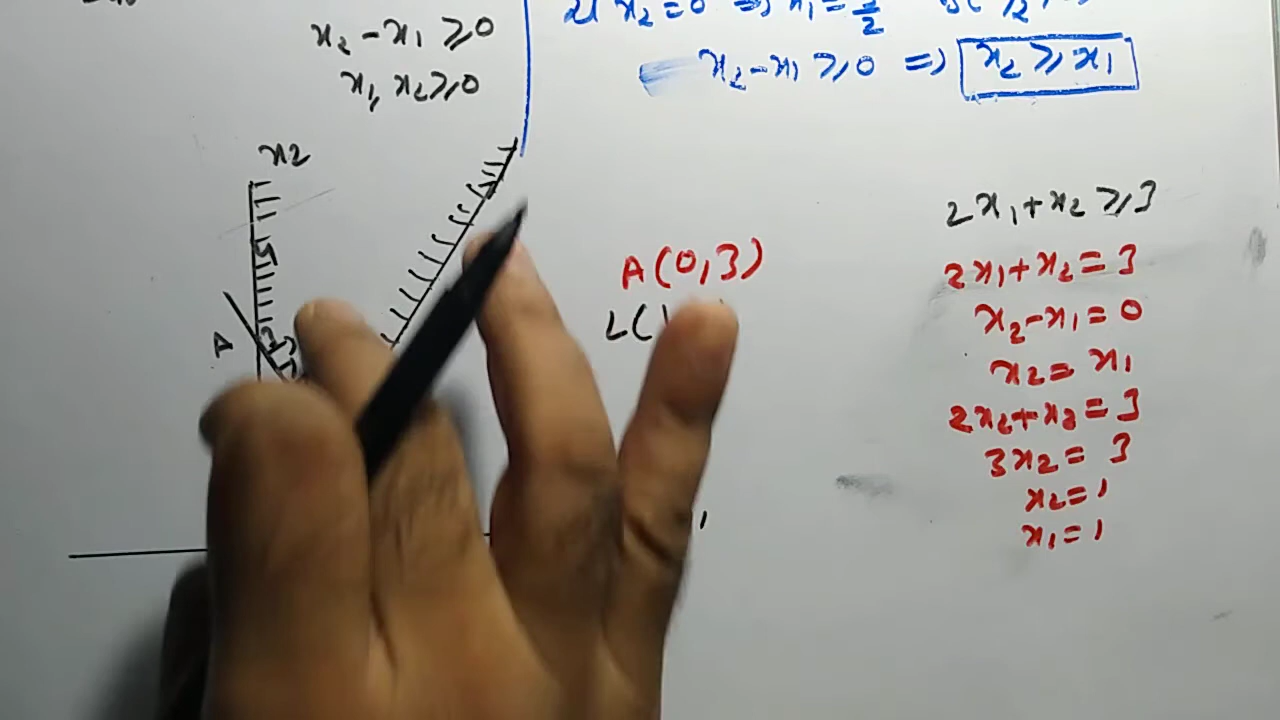 x₂ - x₁ ≥ 0
x₁, x₂ ≥ 0
x₂ - x₁ ≥ 0 ⇒ x₂ ≥ x₁
x₂
A
A(0,3)
L(1
2x₁ + x₂ ≥ 3
2x₁ + x₂ = 3
x₂ - x₁ = 0
x₂ = x₁
2x₂ + x₂ = 3
3x₂ = 3
x₂ = 1
x₁ = 1